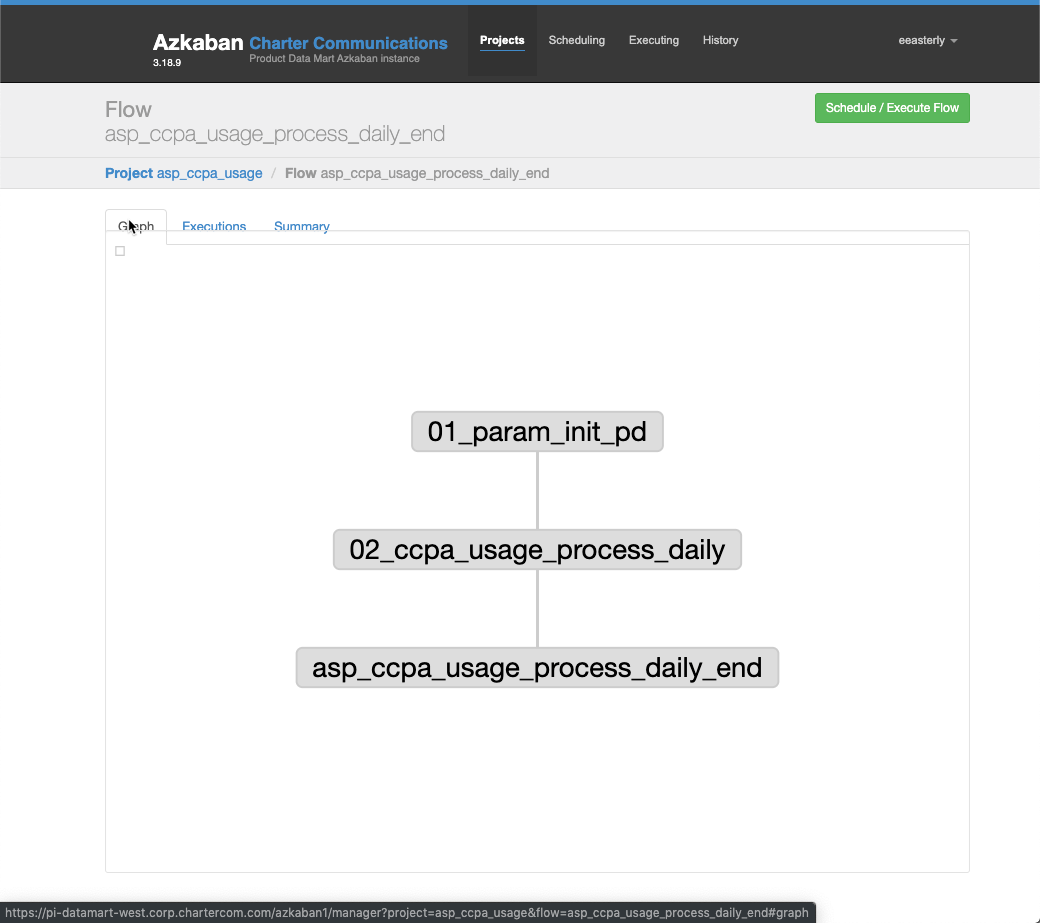 Azkaban Charter Communications
3.18.9 Product Data Mart Azkaban instance
Projects Scheduling Executing History eeasterly
Flow
asp_ccpa_usage_process_daily_end
Schedule / Execute Flow
Project asp_ccpa_usage / Flow asp_ccpa_usage_process_daily_end
Graph Executions Summary
01_param_init_pd
02_ccpa_usage_process_daily
asp_ccpa_usage_process_daily_end
https://pi-datamart-west.corp.chartercom.com/azkaban1/manager?project=asp_ccpa_usage&flow=asp_ccpa_usage_process_daily_end#graph